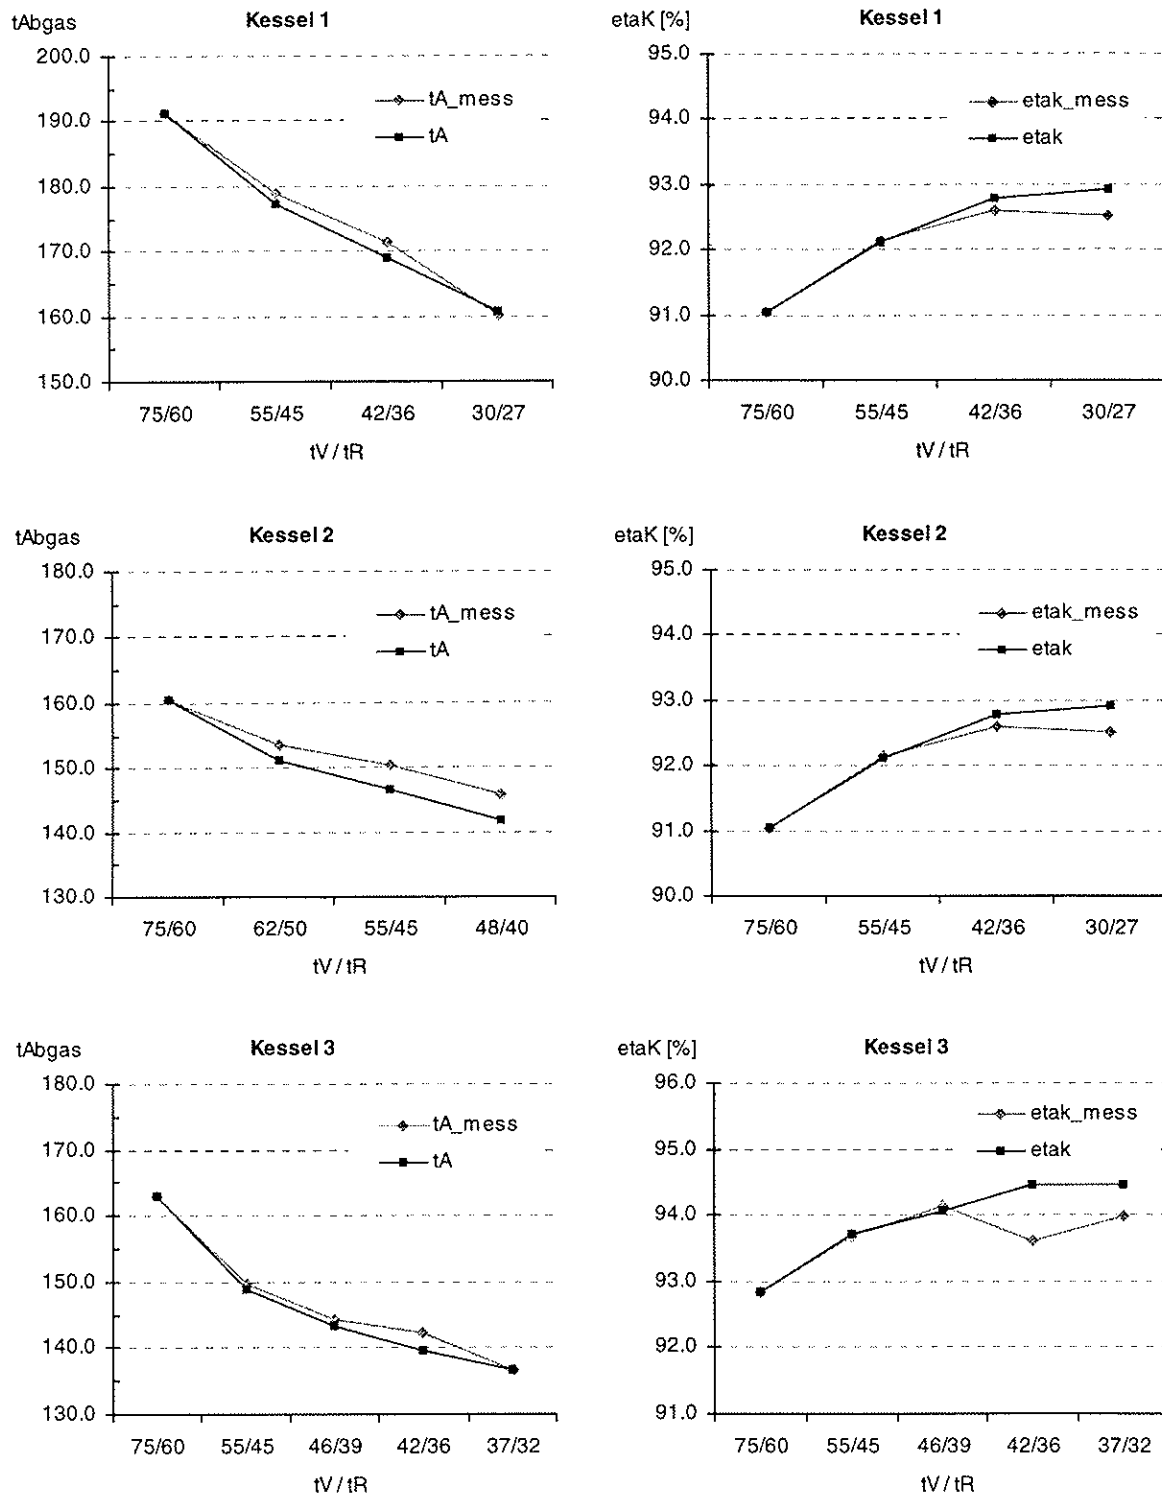 tAbgas Kessel 1
200.0
190.0
180.0
170.0
160.0
150.0
tA_mess
tA
75/60 55/45 42/36 30/27
tV / tR
etaK [%] Kessel 1
95.0
94.0
93.0
92.0
91.0
90.0
etak_mess
etak
75/60 55/45 42/36 30/27
tV / tR
tAbgas Kessel 2
180.0
170.0
160.0
150.0
140.0
130.0
tA_mess
tA
75/60 62/50 55/45 48/40
tV / tR
etaK [%] Kessel 2
95.0
94.0
93.0
92.0
91.0
90.0
etak_mess
etak
75/60 55/45 42/36 30/27
tV / tR
tAbgas Kessel 3
180.0
170.0
160.0
150.0
140.0
130.0
tA_mess
tA
75/60 55/45 46/39 42/36 37/32
tV / tR
etaK [%] Kessel 3
96.0
95.0
94.0
93.0
92.0
91.0
etak_mess
etak
75/60 55/45 46/39 42/36 37/32
tV / tR